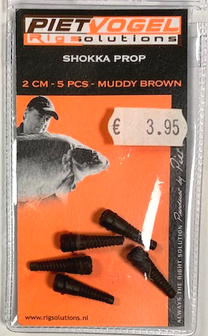 PIETVOGEL
Rigsolutions
SHOKKA PROP
2 CM - 5 PCS - MUDDY BROWN
€ 3.95
ALWAYS THE RIGHT SOLUTION
www.rigsolutions.nl